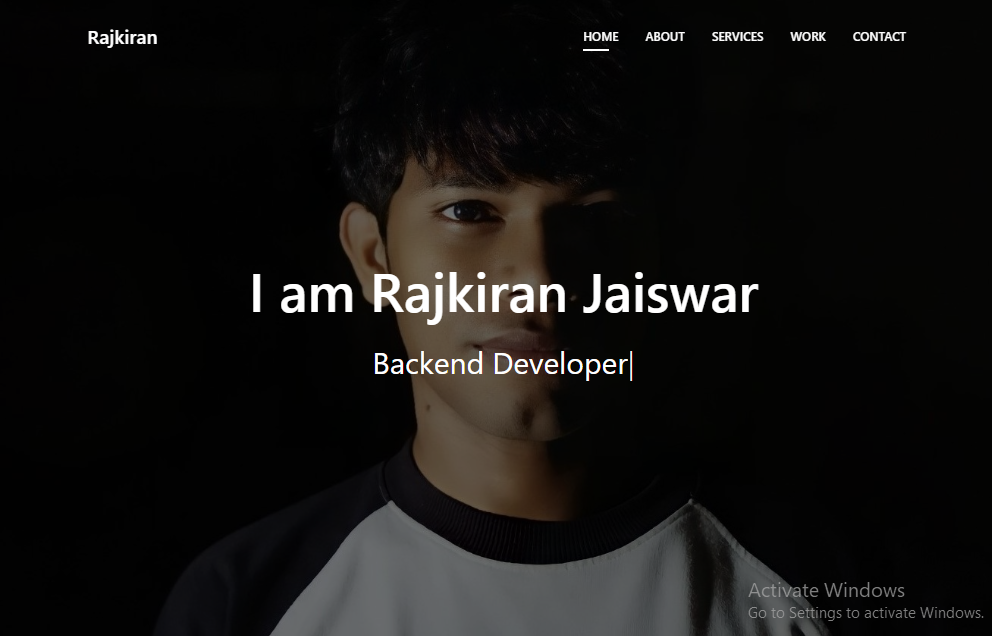 Rajkiran
HOME ABOUT SERVICES WORK CONTACT
I am Rajkiran Jaiswar
Backend Developer|
Activate Windows
Go to Settings to activate Windows.